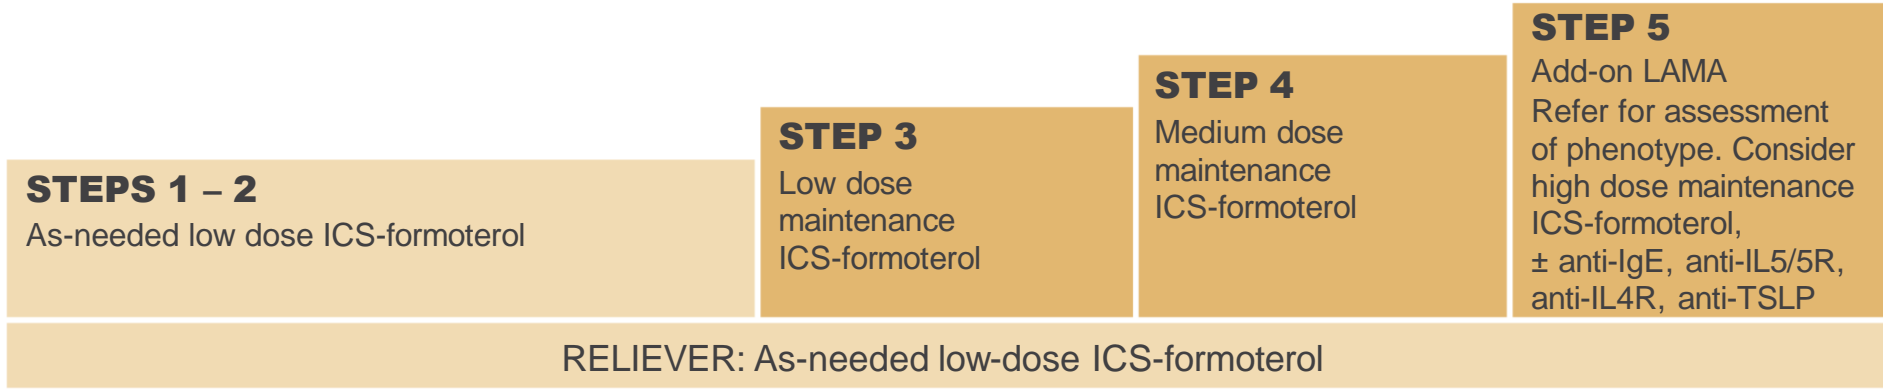 STEPS 1 – 2
As-needed low dose ICS-formoterol
STEP 3
Low dose
maintenance
ICS-formoterol
STEP 4
Medium dose
maintenance
ICS-formoterol
STEP 5
Add-on LAMA
Refer for assessment
of phenotype. Consider
high dose maintenance
ICS-formoterol,
± anti-IgE, anti-IL5/5R,
anti-IL4R, anti-TSLP
RELIEVER: As-needed low-dose ICS-formoterol